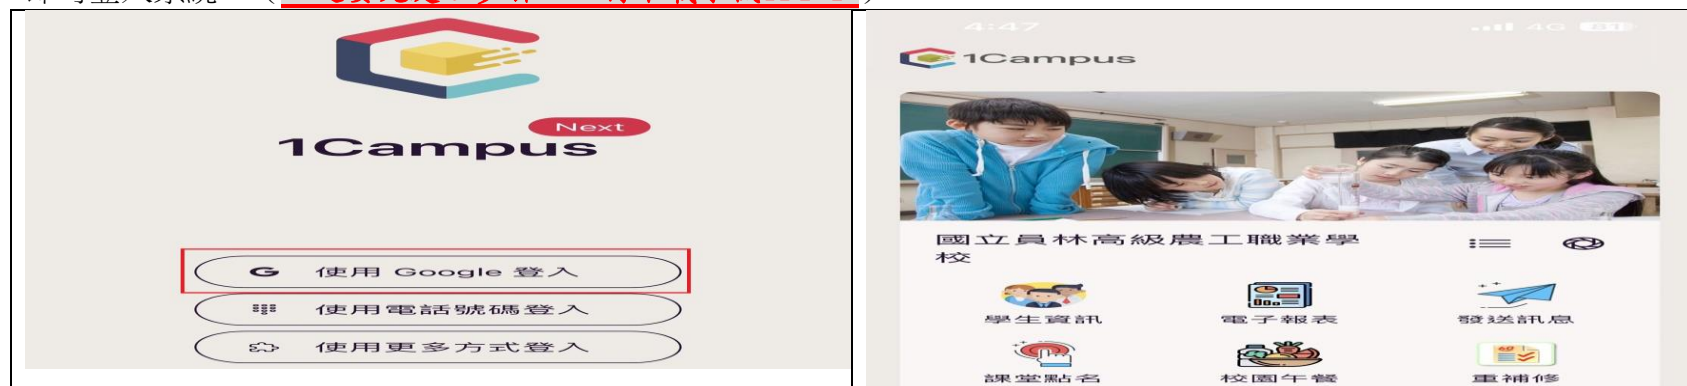 1Campus
Next
使用 Google 登入
使用電話號碼登入
使用更多方式登入
4:47
4G
1Campus
國立員林高級農工職業學
校
學生資訊
電子報表
發送訊息
課堂點名
校園午餐
重補修